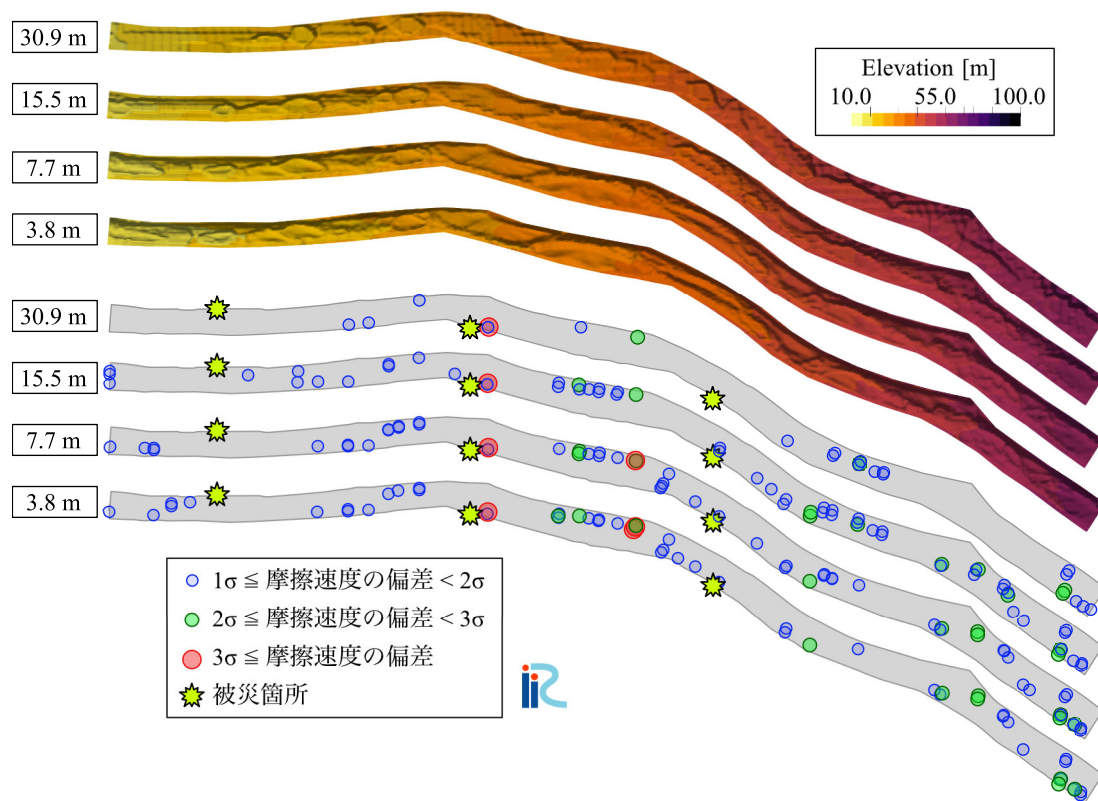 30.9 m
15.5 m
7.7 m
3.8 m
Elevation [m]
10.0 55.0 100.0
30.9 m
15.5 m
7.7 m
3.8 m
1σ ≦ 摩擦速度の偏差 < 2σ
2σ ≦ 摩擦速度の偏差 < 3σ
3σ ≦ 摩擦速度の偏差
被災箇所
iRIC